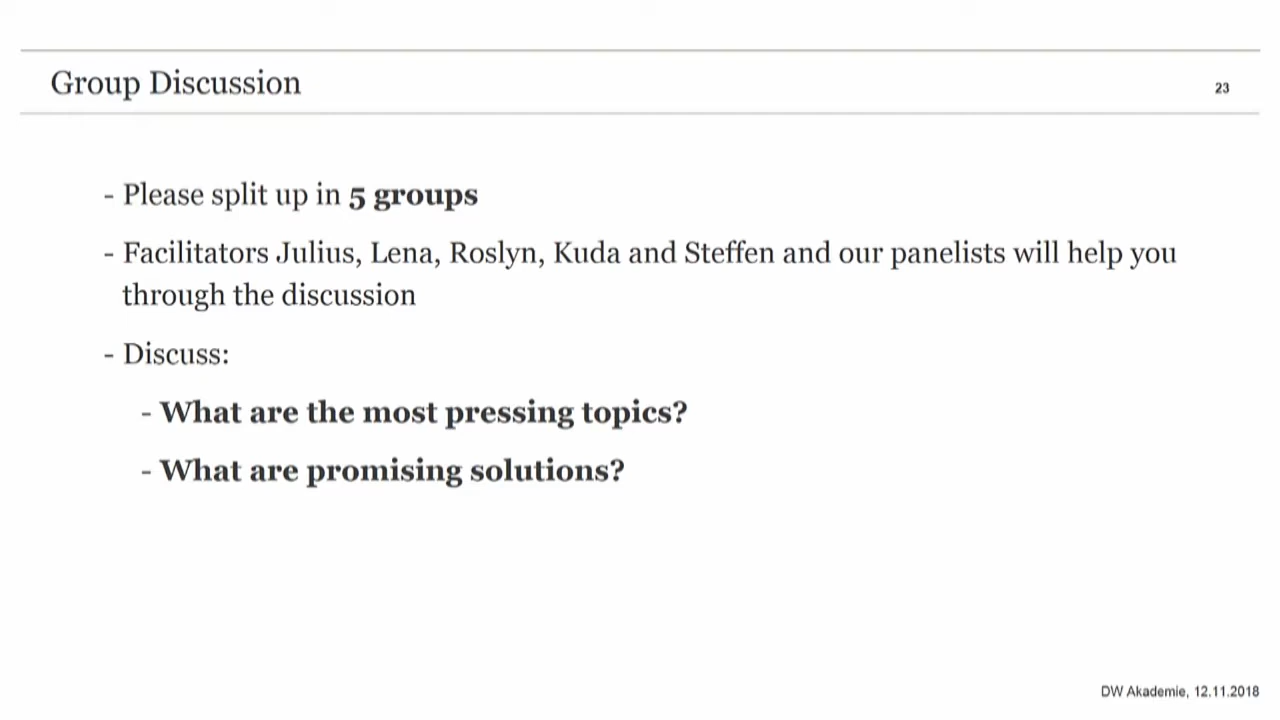 Group Discussion
23
- Please split up in 5 groups
- Facilitators Julius, Lena, Roslyn, Kuda and Steffen and our panelists will help you
through the discussion
- Discuss:
- What are the most pressing topics?
- What are promising solutions?
DW Akademie, 12.11.2018